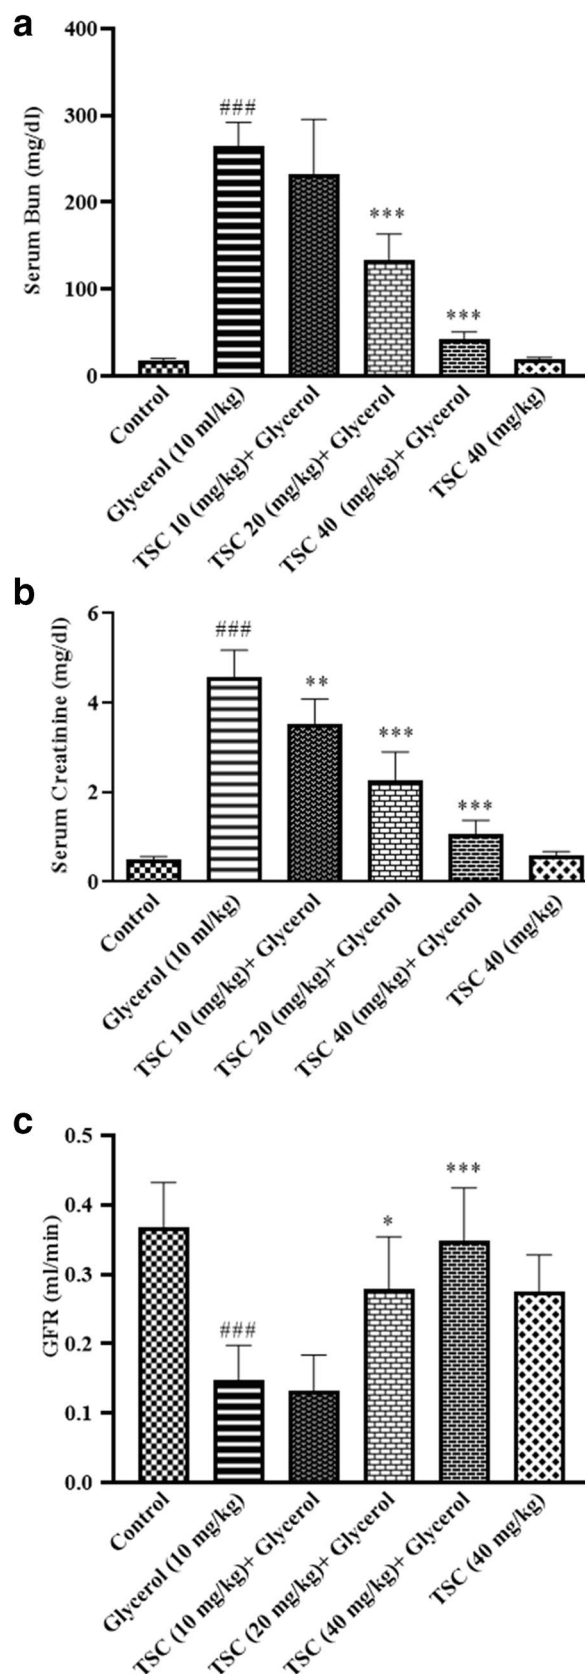 a
Serum Bun (mg/dl)
400
300
200
100
0
###
***
***
Control
Glycerol (10 ml/kg)
TSC 10 (mg/kg)+ Glycerol
TSC 20 (mg/kg)+ Glycerol
TSC 40 (mg/kg)+ Glycerol
TSC 40 (mg/kg)
b
Serum Creatinine (mg/dl)
6
4
2
0
###
**
***
***
Control
Glycerol (10 ml/kg)
TSC 10 (mg/kg)+ Glycerol
TSC 20 (mg/kg)+ Glycerol
TSC 40 (mg/kg)+ Glycerol
TSC 40 (mg/kg)
c
GFR (ml/min)
0.5
0.4
0.3
0.2
0.1
0.0
###
*
***
Control
Glycerol (10 mg/kg)
TSC (10 mg/kg)+ Glycerol
TSC (20 mg/kg)+ Glycerol
TSC (40 mg/kg)+ Glycerol
TSC (40 mg/kg)